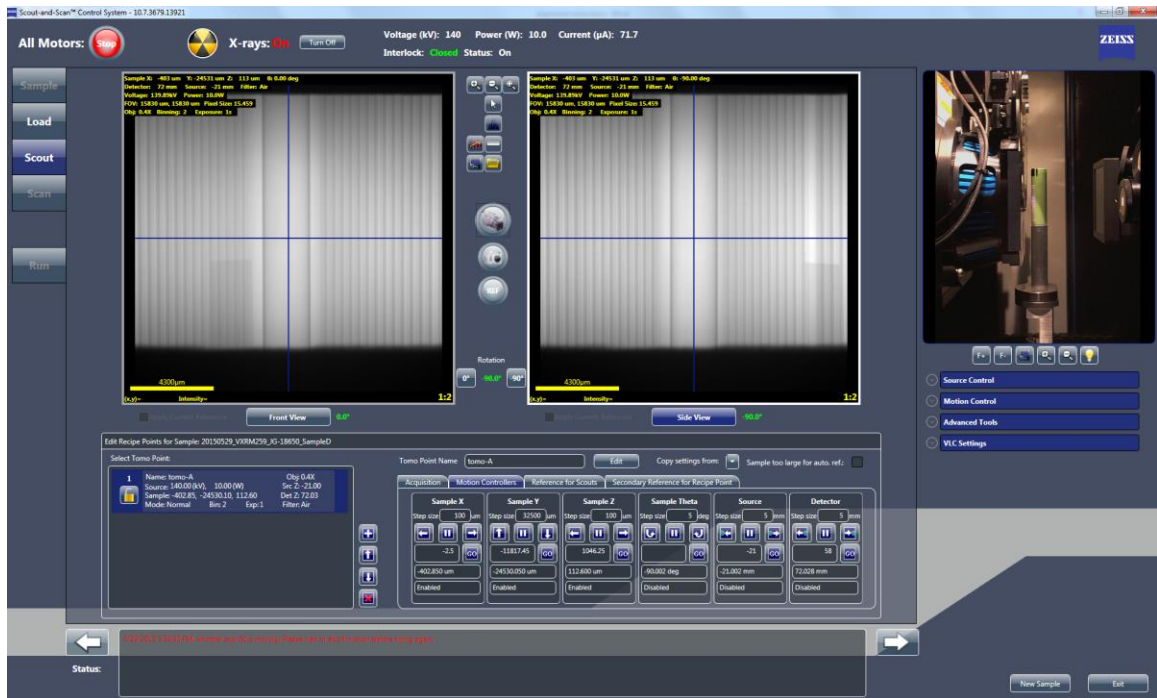 Scout-and-Scan™ Control System - 10.7.3679.13921
All Motors:
Stop
X-rays: On
Turn Off
Voltage (kV): 140 Power (W): 10.0 Current (µA): 71.7
Interlock: Closed Status: On
ZEISS
Sample
Load
Scout
Scan
Run
Sample X: -403 um Y: -24531 um Z: 113 um θ: 0.00 deg
Detector: 72 mm Source: -21 mm Filter: Air
Voltage: 139.89kV Power: 10.0W
FOV: 15830 um, 15830 um Pixel Size: 15.459
Obj: 0.4X Binning: 2 Exposure: 1s
4300µm
(x,y)= Intensity=
1:2
Sample X: -403 um Y: -24531 um Z: 113 um θ: -90.00 deg
Detector: 72 mm Source: -21 mm Filter: Air
Voltage: 139.896V Power: 10.0W
FOV: 15830 um, 15830 um Pixel Size: 15.459
Obj: 0.4X Binning: 2 Exposure: 1s
4300µm
(x,y)= Intensity=
1:2
REF
Rotation
0° -90.0° -90°
Front View
0.0°
Side View
-90.0°
F+
F-
Source Control
Motion Control
Advanced Tools
VLC Settings
Edit Recipe Points for Sample: 20150529_VXRM259_JG-18650_SampleD
Select Tomo Point:
1
Name: tomo-A Obj: 0.4X
Source: 140.00 (kV), 10.00 (W) Src Z: -21.00
Sample: -402.85, -24530.10, 112.60 Det Z: 72.03
Mode: Normal Bin: 2 Exp: 1 Filter: Air
Tomo Point Name tomo-A Edit Copy settings from: Sample too large for auto. ref.:
Acquisition Motion Controllers Reference for Scouts Secondary Reference for Recipe Point
Sample X Sample Y Sample Z Sample Theta Source Detector
Step size 100 um Step size 32500 um Step size 100 um Step size 5 deg Step size 5 mm Step size 5 mm
-2.5 GO -11817.45 GO 1046.25 GO GO -21 GO 58 GO
-402.850 um -24530.050 um 112.600 um -90.002 deg -21.002 mm 72.028 mm
Enabled Enabled Enabled Disabled Disabled Disabled
Status:
New Sample
Exit